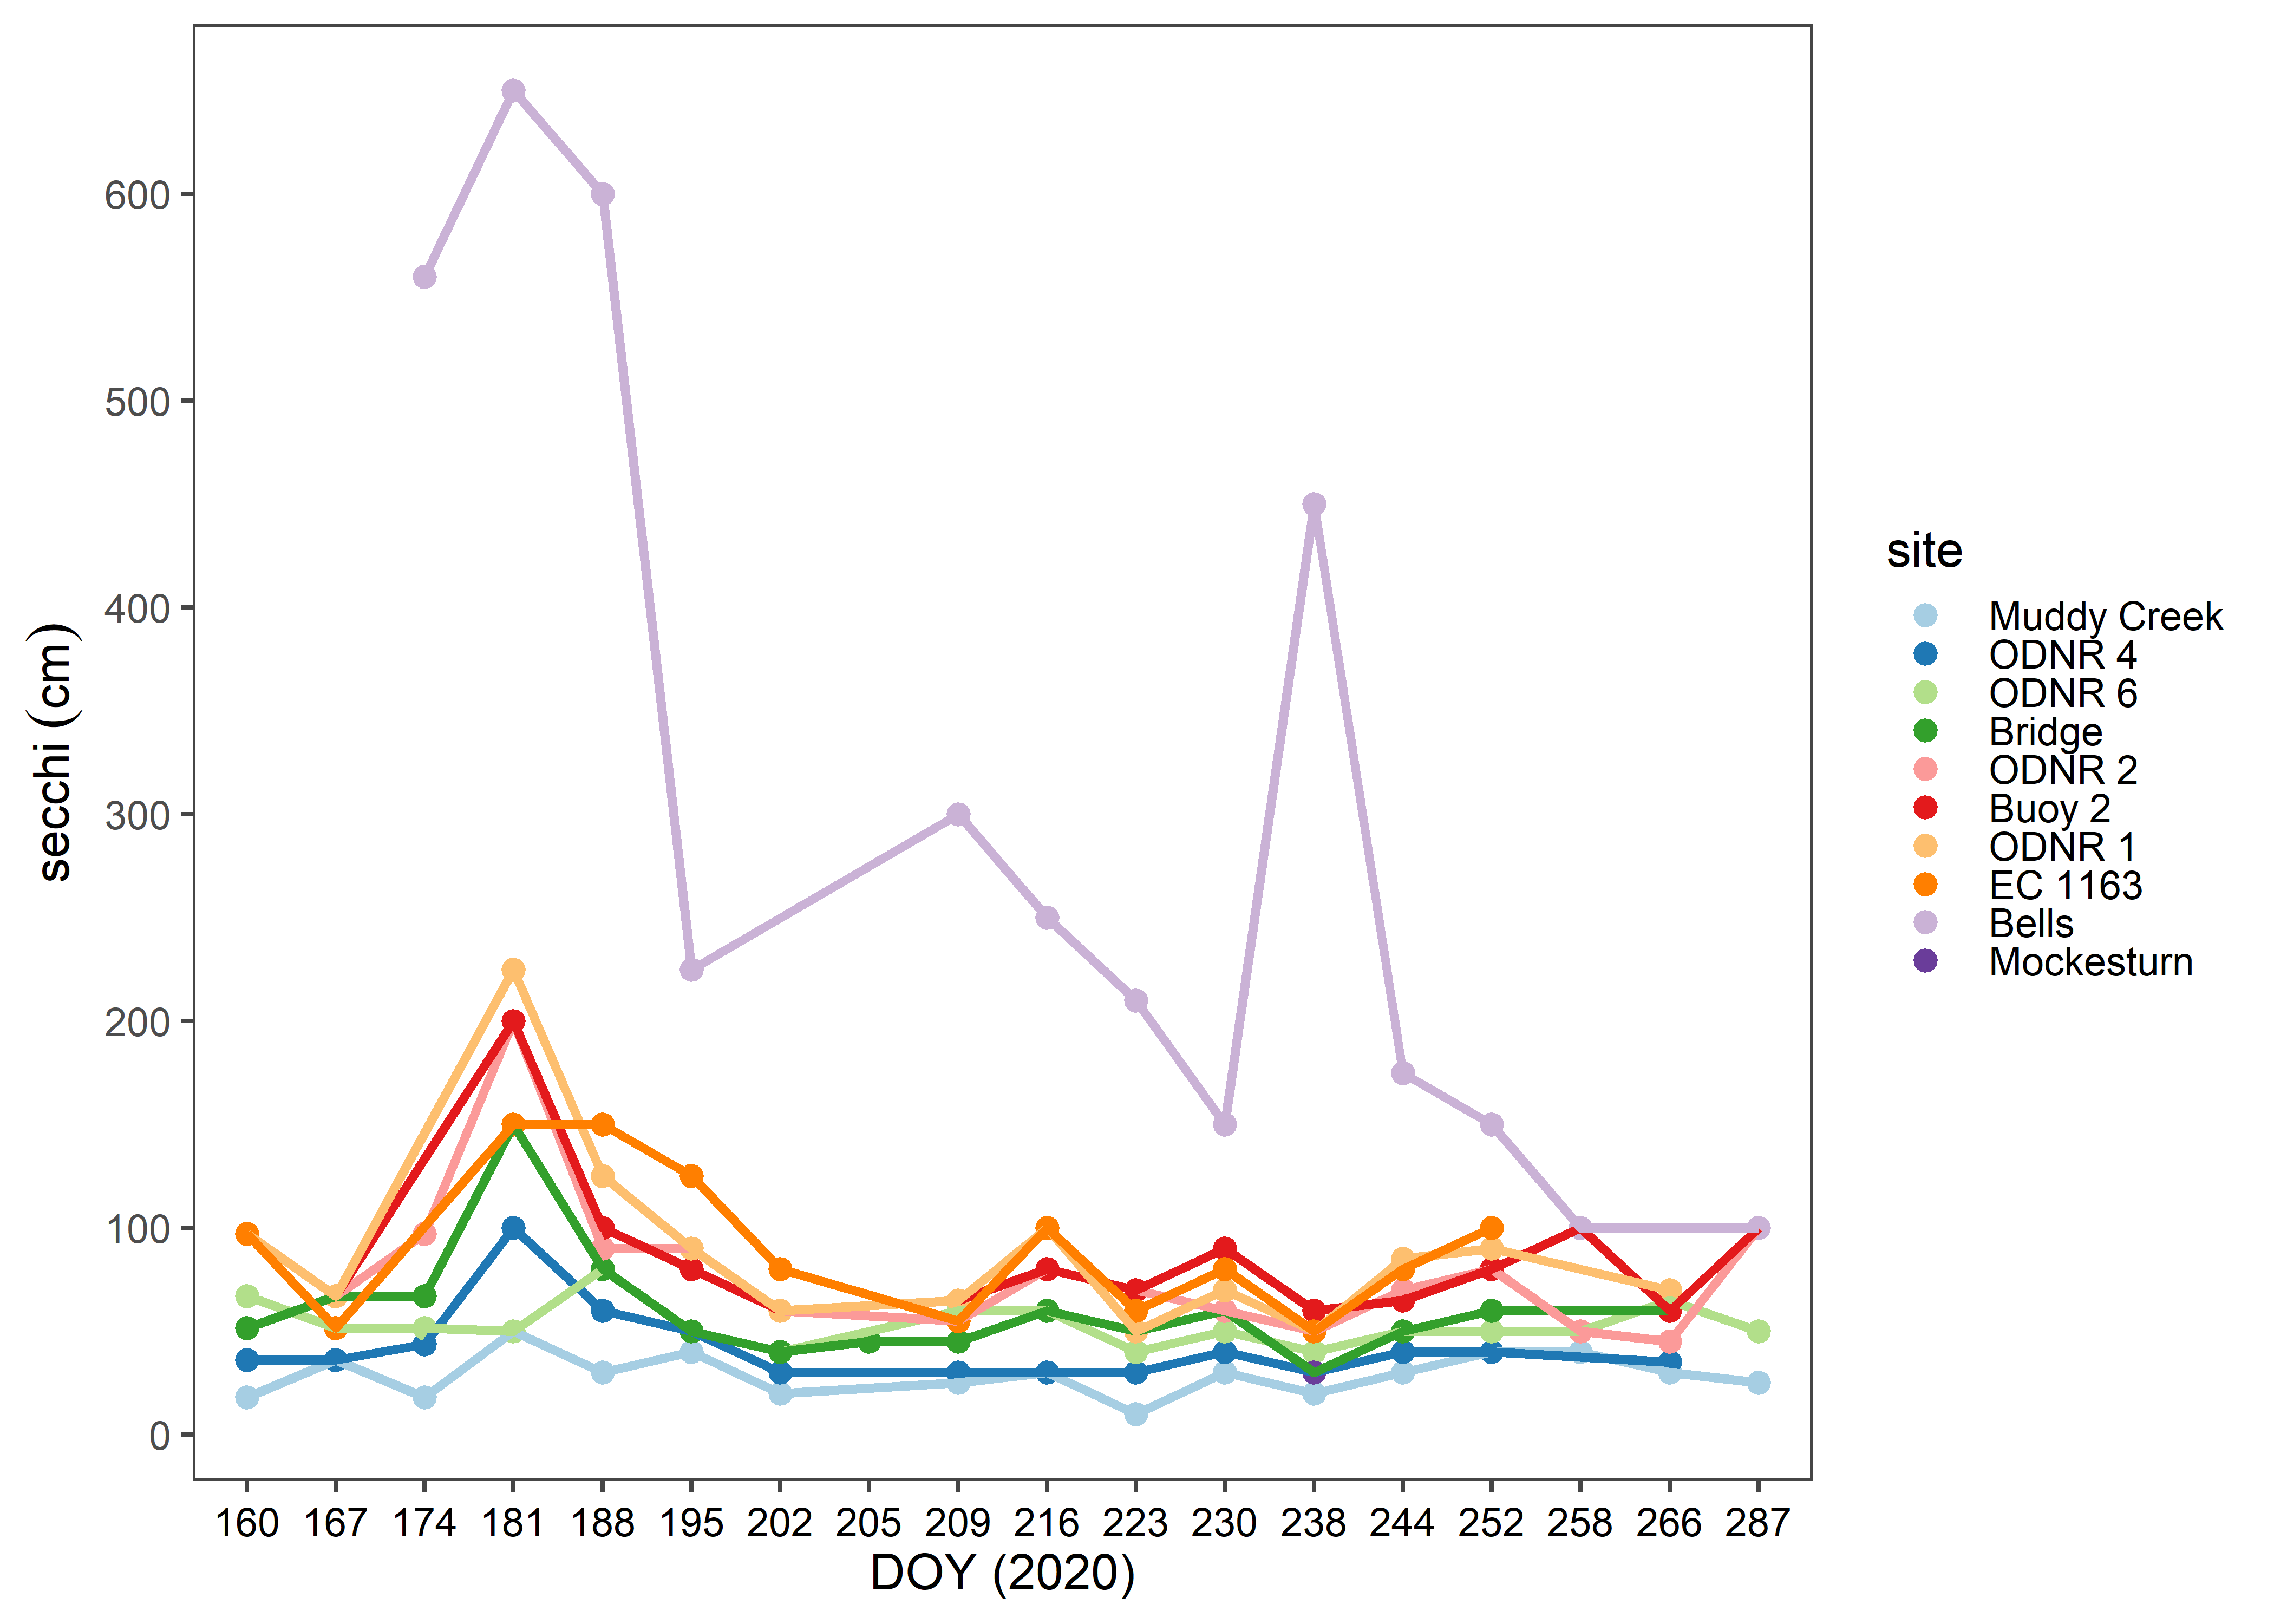 600
500
400
300
200
100
0
secchi (cm)
160 167 174 181 188 195 202 205 209 216 223 230 238 244 252 258 266 287
DOY (2020)
site
Muddy Creek
ODNR 4
ODNR 6
Bridge
ODNR 2
Buoy 2
ODNR 1
EC 1163
Bells
Mockesturn